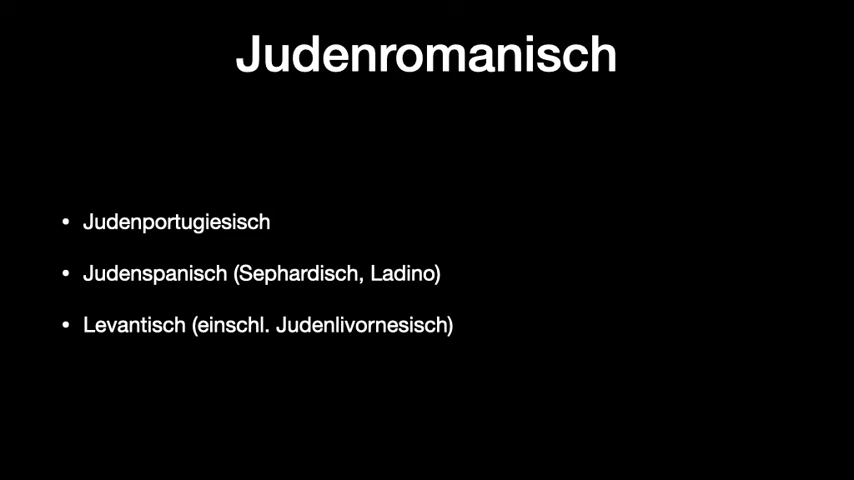 Judenromanisch
• Judenportugiesisch
• Judenspanisch (Sephardisch, Ladino)
• Levantisch (einschl. Judenlivornesisch)